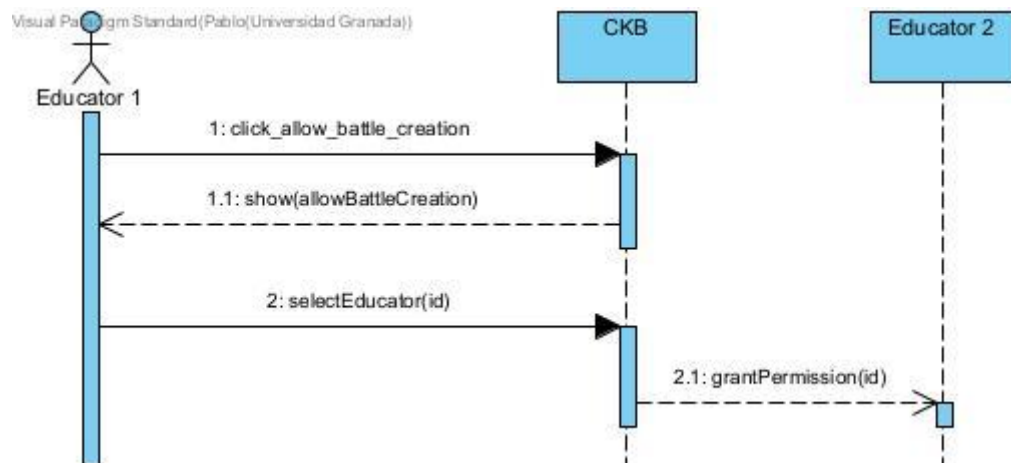 Visual Paradigm Standard(Pablo(Universidad Granada))
CKB
Educator 2
Educator 1
1: click_allow_battle_creation
1.1: show(allowBattleCreation)
2: selectEducator(id)
2.1: grantPermission(id)